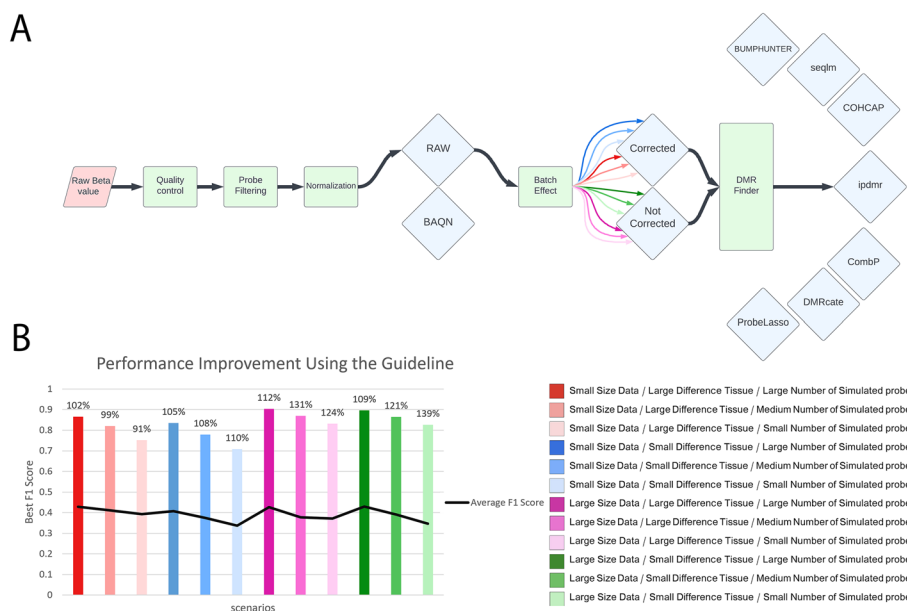 A
BUMPHUNTER
seqlm
COHCAP
RAW
Corrected
Raw Beta
value
Quality
control
Probe
Filtering
Normalization
Batch
Effect
DMR
Finder
ipdmr
BAQN
Not
Corrected
CombP
DMRcate
ProbeLasso
B
Performance Improvement Using the Guideline
Best F1 Score
1
0.9
0.8
0.7
0.6
0.5
0.4
0.3
0.2
0.1
0
102%
99%
91%
105%
108%
110%
112%
131%
124%
109%
121%
139%
scenarios
Average F1 Score
Small Size Data / Large Difference Tissue / Large Number of Simulated probe
Small Size Data / Large Difference Tissue / Medium Number of Simulated probe
Small Size Data / Large Difference Tissue / Small Number of Simulated probe
Small Size Data / Small Difference Tissue / Large Number of Simulated probe
Small Size Data / Small Difference Tissue / Medium Number of Simulated probe
Small Size Data / Small Difference Tissue / Small Number of Simulated probe
Large Size Data / Large Difference Tissue / Large Number of Simulated probe
Large Size Data / Large Difference Tissue / Medium Number of Simulated probe
Large Size Data / Large Difference Tissue / Small Number of Simulated probe
Large Size Data / Small Difference Tissue / Large Number of Simulated probe
Large Size Data / Small Difference Tissue / Medium Number of Simulated probe
Large Size Data / Small Difference Tissue / Small Number of Simulated probe